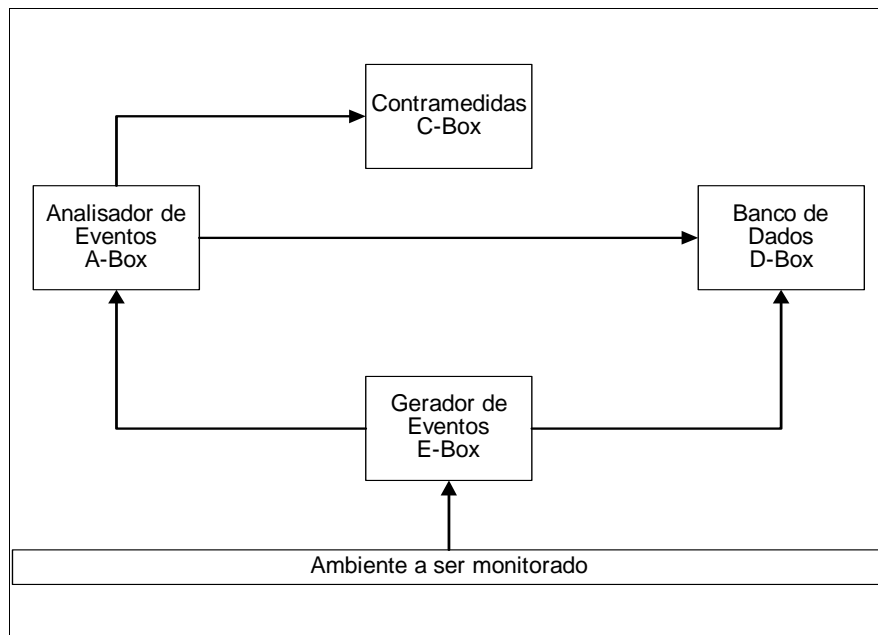 Contramedidas
C-Box
Analisador de
Eventos
A-Box
Banco de
Dados
D-Box
Gerador de
Eventos
E-Box
Ambiente a ser monitorado